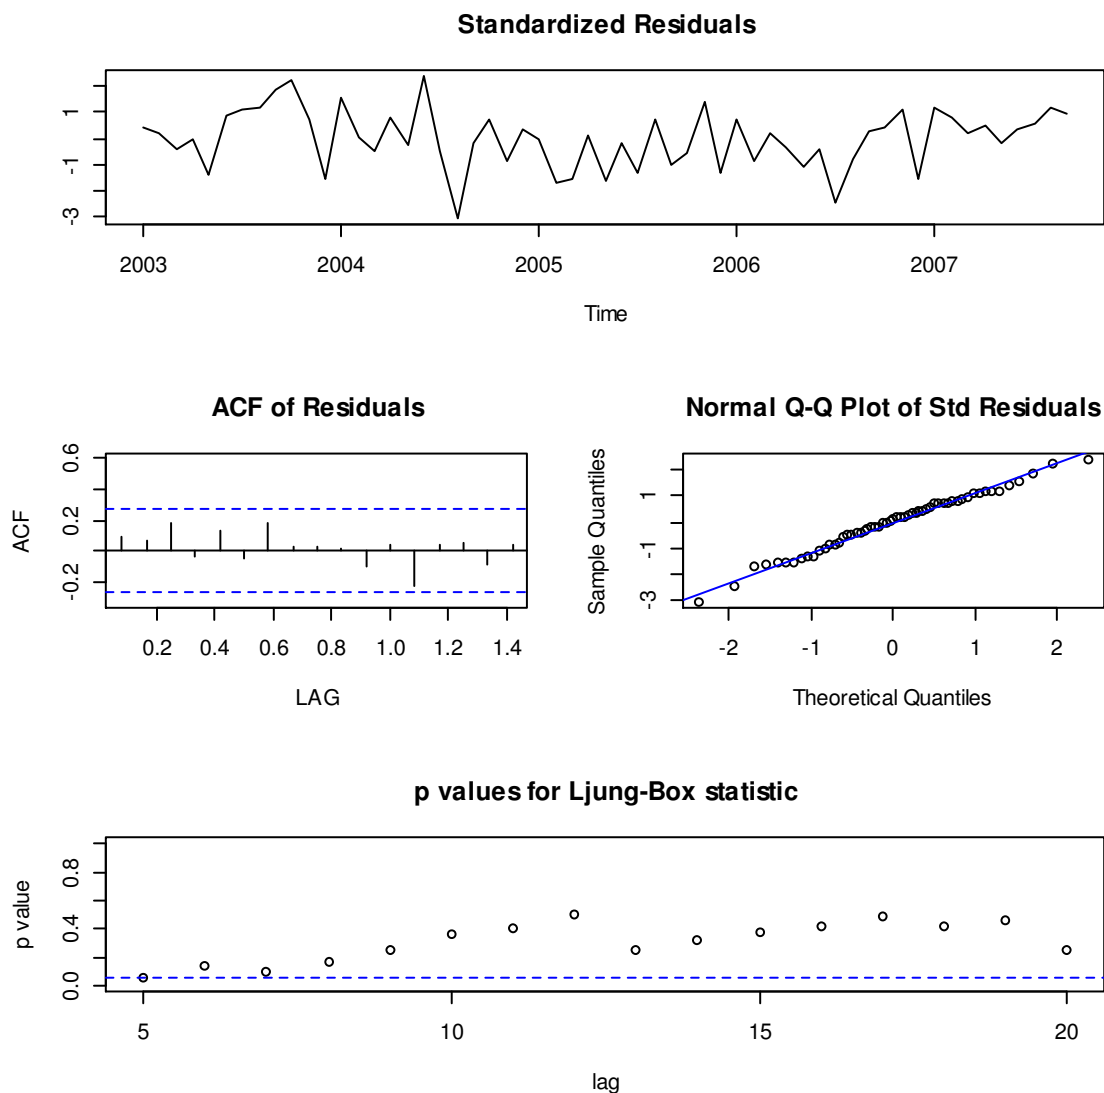 Standardized Residuals
1
-1
-3
2003 2004 2005 2006 2007
Time
ACF of Residuals
ACF
0.6
0.2
-0.2
0.2 0.4 0.6 0.8 1.0 1.2 1.4
LAG
Normal Q-Q Plot of Std Residuals
Sample Quantiles
1
-1
-3
-2 -1 0 1 2
Theoretical Quantiles
p values for Ljung-Box statistic
p value
0.8
0.4
0.0
5 10 15 20
lag